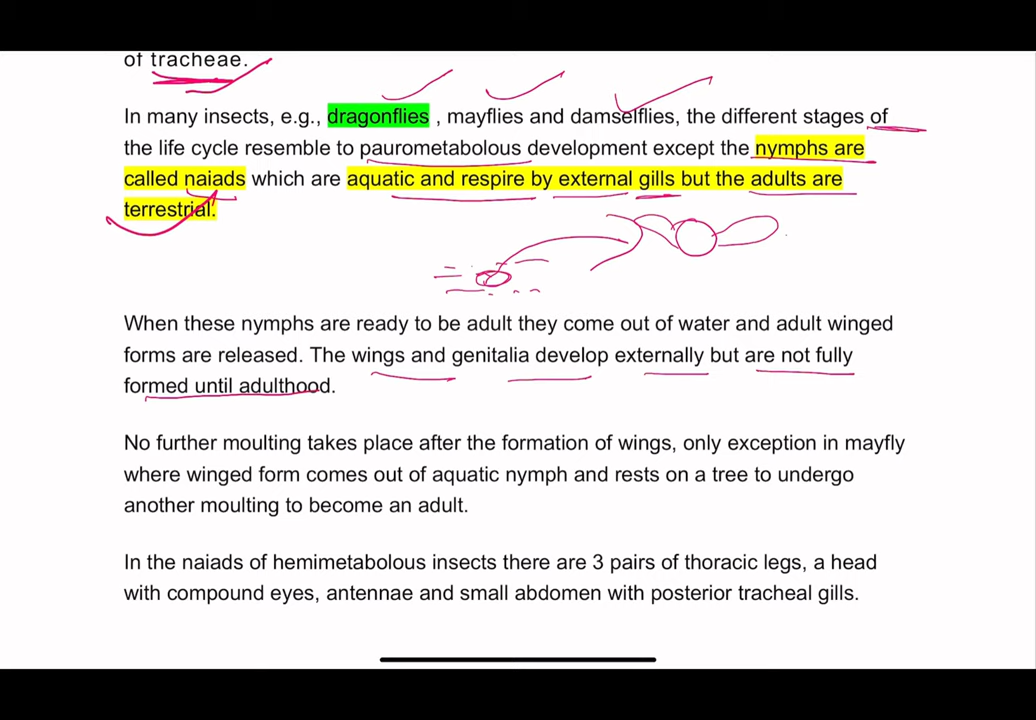 of tracheae.
In many insects, e.g., dragonflies , mayflies and damselflies, the different stages of
the life cycle resemble to paurometabolous development except the nymphs are
called naiads which are aquatic and respire by external gills but the adults are
terrestrial.
When these nymphs are ready to be adult they come out of water and adult winged
forms are released. The wings and genitalia develop externally but are not fully
formed until adulthood.
No further moulting takes place after the formation of wings, only exception in mayfly
where winged form comes out of aquatic nymph and rests on a tree to undergo
another moulting to become an adult.
In the naiads of hemimetabolous insects there are 3 pairs of thoracic legs, a head
with compound eyes, antennae and small abdomen with posterior tracheal gills.